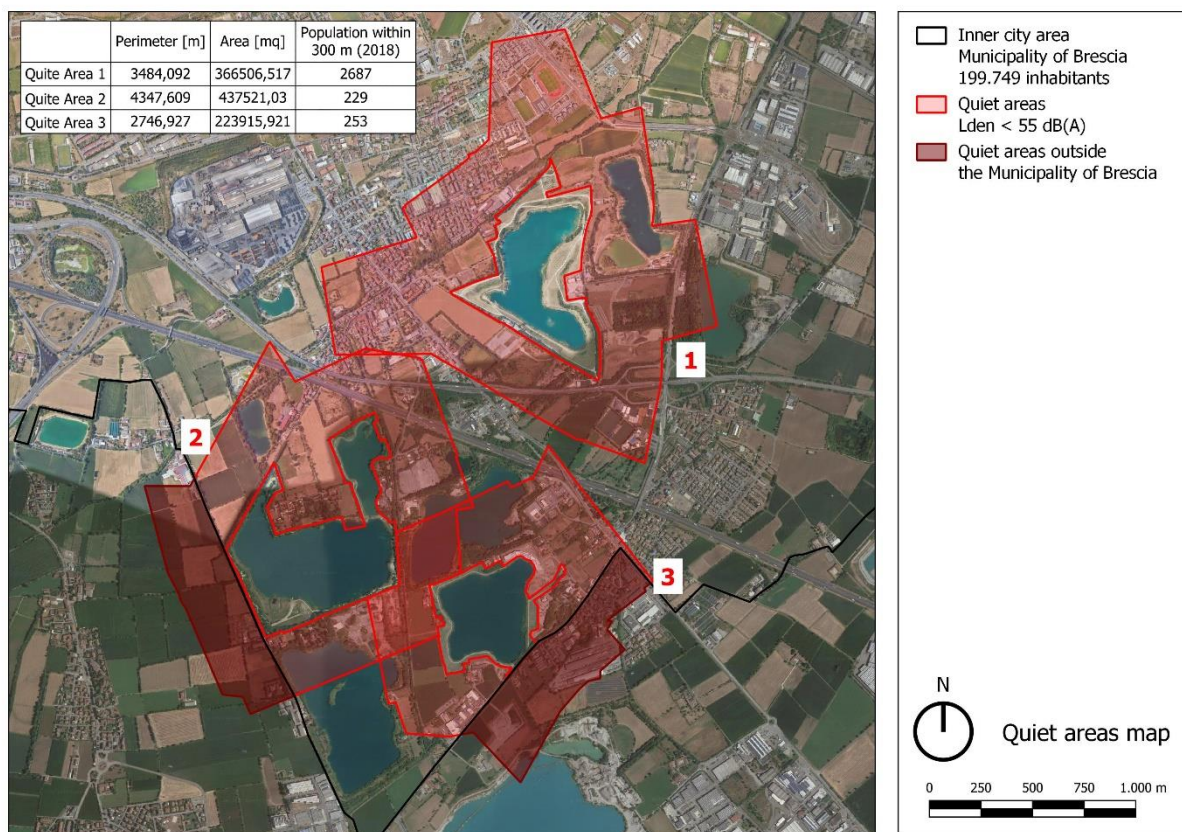 Perimeter [m] Area [mq] Population within
300 m (2018)
Quite Area 1 3484,092 366506,517 2687
Quite Area 2 4347,609 437521,03 229
Quite Area 3 2746,927 223915,921 253
1
2
3
Inner city area
Municipality of Brescia
199.749 inhabitants
Quiet areas
Lden < 55 dB(A)
Quiet areas outside
the Municipality of Brescia
N
Quiet areas map
0 250 500 750 1.000 m